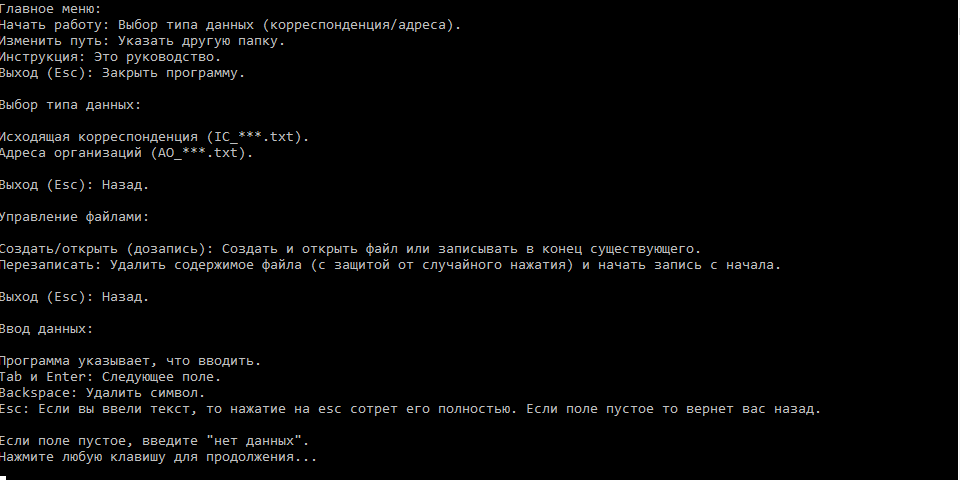 Главное меню:
Начать работу: Выбор типа данных (корреспонденция/адреса).
Изменить путь: Указать другую папку.
Инструкция: Это руководство.
Выход (Esc): Закрыть программу.
Выбор типа данных:
Исходящая корреспонденция (IC_***.txt).
Адреса организаций (AO_***.txt).
Выход (Esc): Назад.
Управление файлами:
Создать/открыть (дозапись): Создать и открыть файл или записывать в конец существующего.
Перезаписать: Удалить содержимое файла (с защитой от случайного нажатия) и начать запись с начала.
Выход (Esc): Назад.
Ввод данных:
Программа указывает, что вводить.
Tab и Enter: Следующее поле.
Backspace: Удалить символ.
Esc: Если вы ввели текст, то нажатие на esc сотрет его полностью. Если поле пустое то вернет вас назад.
Если поле пустое, введите "нет данных".
Нажмите любую клавишу для продолжения...